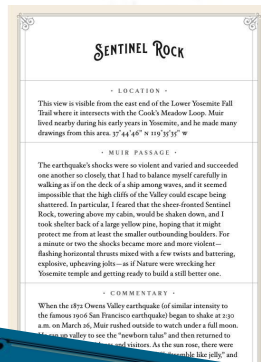 SENTINEL ROCK
• LOCATION •
This view is visible from the east end of the Lower Yosemite Fall
Trail where it intersects with the Cook's Meadow Loop. Muir
lived nearby during his early years in Yosemite, and he made many
drawings from this area. 37°44'46" N 119°35'35" W
• MUIR PASSAGE •
The earthquake's shocks were so violent and varied and succeeded
one another so closely, that I had to balance myself carefully in
walking as if on the deck of a ship among waves, and it seemed
impossible that the high cliffs of the Valley could escape being
shattered. In particular, I feared that the sheer-fronted Sentinel
Rock, towering above my cabin, would be shaken down, and I
took shelter back of a large yellow pine, hoping that it might
protect me from at least the smaller outbounding boulders. For
a minute or two the shocks became more and more violent—
flashing horizontal thrusts mixed with a few twists and battering,
explosive, upheaving jolts—as if Nature were wrecking her
Yosemite temple and getting ready to build a still better one.
• COMMENTARY •
When the 1872 Owens Valley earthquake (of similar intensity to
the famous 1906 San Francisco earthquake) began to shake at 2:30
a.m. on March 26, Muir rushed outside to watch under a full moon.
up valley to see the "newborn talus" and then returned to
and visitors. As the sun rose, there were
jelly," and